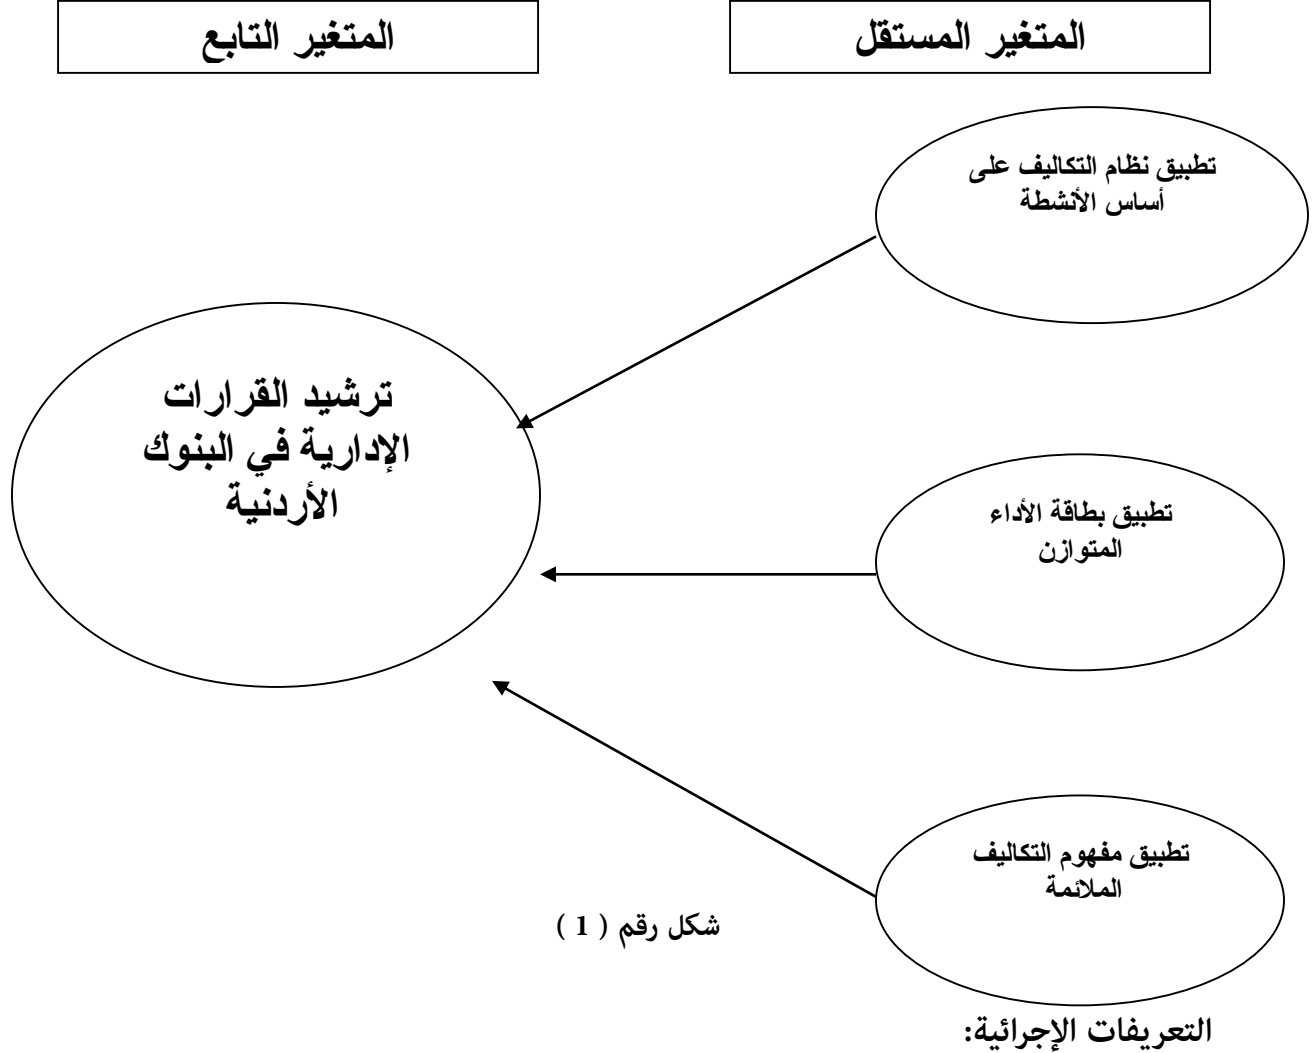 المتغير المستقل
المتغير التابع
تطبيق نظام التكاليف على
أساس الأنشطة
ترشيد القرارات
الإدارية في البنوك
الأردنية
تطبيق بطاقة الأداء
المتوازن
تطبيق مفهوم التكاليف
الملائمة
شكل رقم ( 1 )
التعريفات الإجرائية: